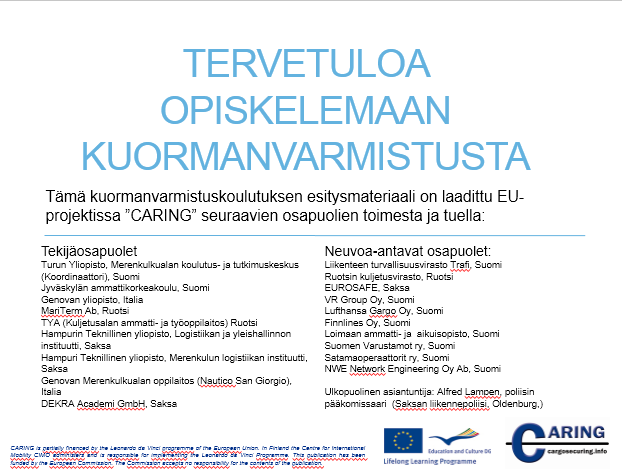 TERVETULOA
OPISKELEMAAN
KUORMANVARMISTUSTA
Tämä kuormanvarmistuskoulutuksen esitysmateriaali on laadittu EU-
projektissa ”CARING” seuraavien osapuolien toimesta ja tuella:
Tekijäosapuolet
Turun Yliopisto, Merenkulkualan koulutus- ja tutkimuskeskus
(Koordinaattori), Suomi
Jyväskylän ammattikorkeakoulu, Suomi
Genovan yliopisto, Italia
MariTerm Ab, Ruotsi
TYA (Kuljetusalan ammatti- ja työoppilaitos) Ruotsi
Hampurin Teknillinen yliopisto, Logistiikan ja yleishallinnon
instituutti, Saksa
Hampuri Teknillinen yliopisto, Merenkulun logistiikan instituutti,
Saksa
Genovan Merenkulkualan oppilaitos (Nautico San Giorgio),
Italia
DEKRA Academi GmbH, Saksa
Neuvoa-antavat osapuolet:
Liikenteen turvallisuusvirasto Trafi, Suomi
Ruotsin kuljetusvirasto, Ruotsi
EUROSAFE, Saksa
VR Group Oy, Suomi
Lufthansa Gargo Oy, Suomi
Finnlines Oy, Suomi
Loimaan ammatti- ja aikuisopisto, Suomi
Suomen Varustamot ry, Suomi
Satamaoperaattorit ry, Suomi
NWE Network Engineering Oy Ab, Suomi
Ulkopuolinen asiantuntija: Alfred Lampen, poliisin
pääkomissaari (Saksan liikennepoliisi, Oldenburg,)
CARING is partially financed by the Leonardo da Vinci programme of the European Union. In Finland the Centre for International
Mobility CIMO administers and is responsible for implementing the Leonardo da Vinci Programme. This publication has been
funded by the European Commission. The Commission accepts no responsibility for the contents of the publication.
Education and Culture DG
Lifelong Learning Programme
CARING
cargosecuring.info